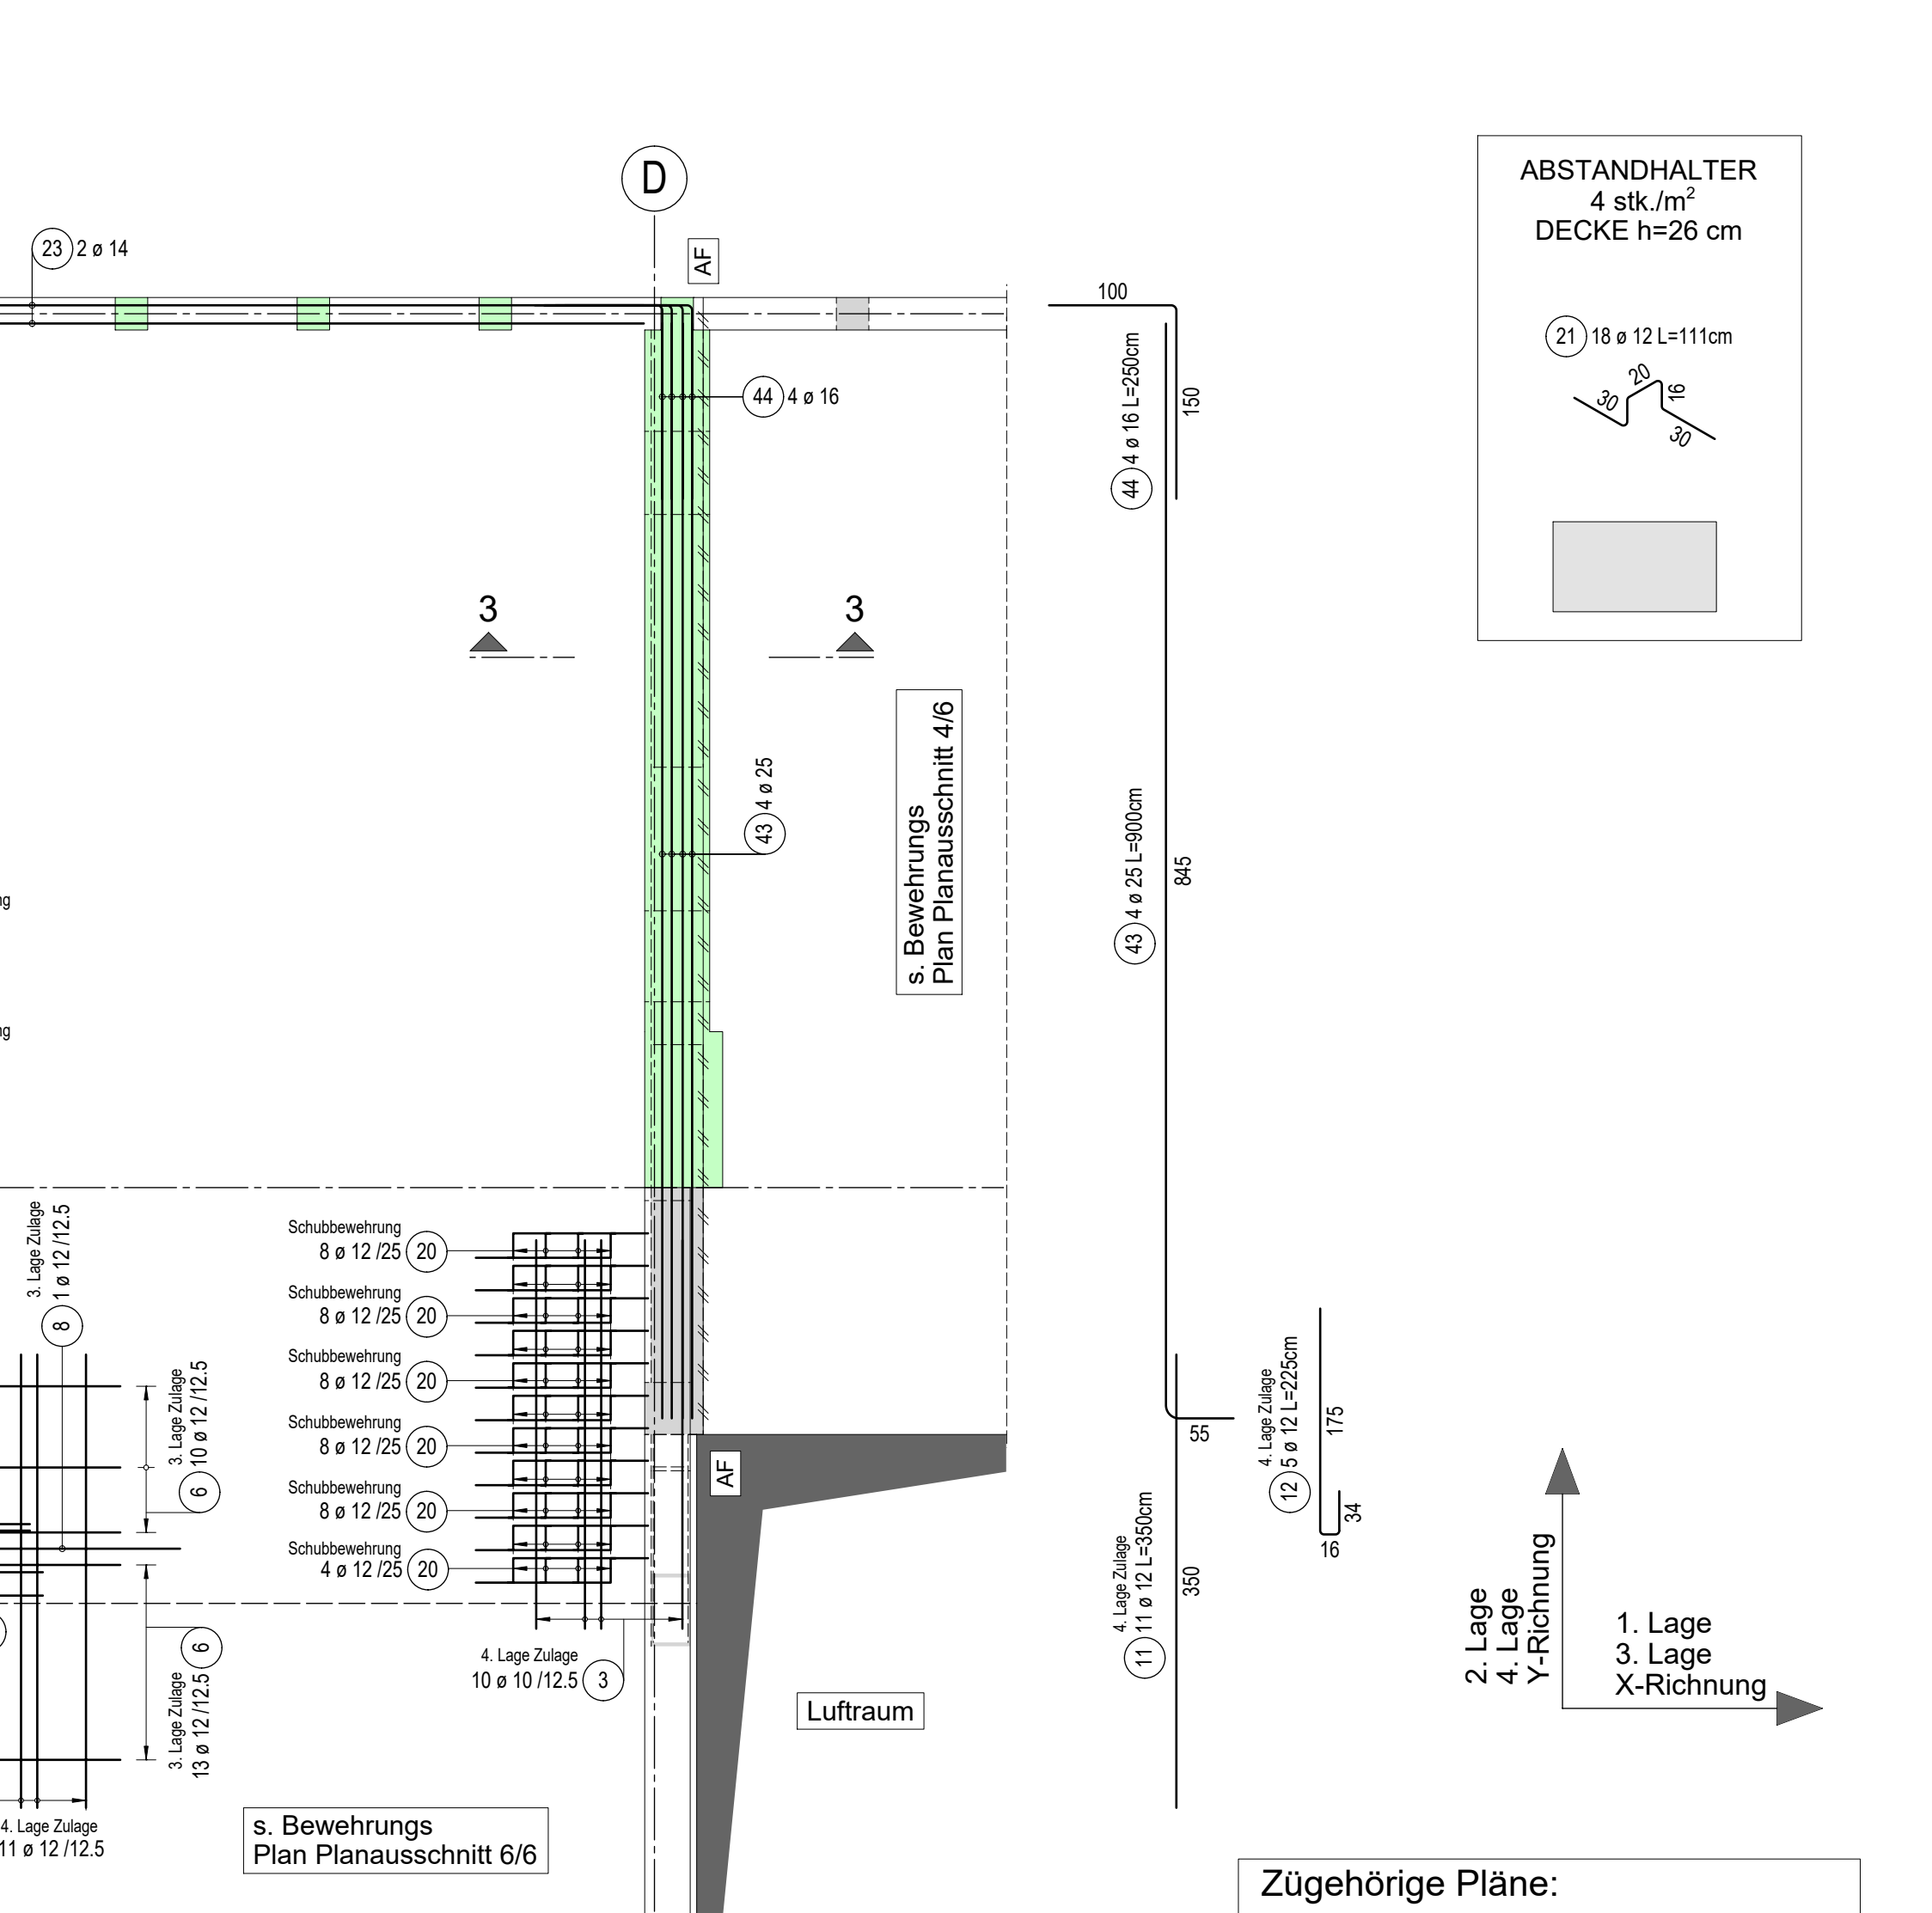 D
AF
23 2 ø 14
44 4 ø 16
3
3
43 4 ø 25
s. Bewehrungs
Plan Planausschnitt 4/6
100
150
44 4 ø 16 L=250cm
43 4 ø 25 L=900cm
845
55
ABSTANDHALTER
4 stk./m²
DECKE h=26 cm
21 18 ø 12 L=111cm
30
20
16
30
ng
ng
3. Lage Zulage
8 1 ø 12 /12.5
3. Lage Zulage
6 10 ø 12 /12.5
3. Lage Zulage
13 ø 12 /12.5 6
4. Lage Zulage
11 ø 12 /12.5
Schubbewehrung
8 ø 12 /25 20
Schubbewehrung
8 ø 12 /25 20
Schubbewehrung
8 ø 12 /25 20
Schubbewehrung
8 ø 12 /25 20
Schubbewehrung
8 ø 12 /25 20
Schubbewehrung
4 ø 12 /25 20
4. Lage Zulage
10 ø 10 /12.5 3
AF
Luftraum
s. Bewehrungs
Plan Planausschnitt 6/6
4. Lage Zulage
11 11 ø 12 L=350cm
350
4. Lage Zulage
12 5 ø 12 L=225cm
175
34
16
2. Lage
4. Lage
Y-Richnung
1. Lage
3. Lage
X-Richnung
Zügehörige Pläne: